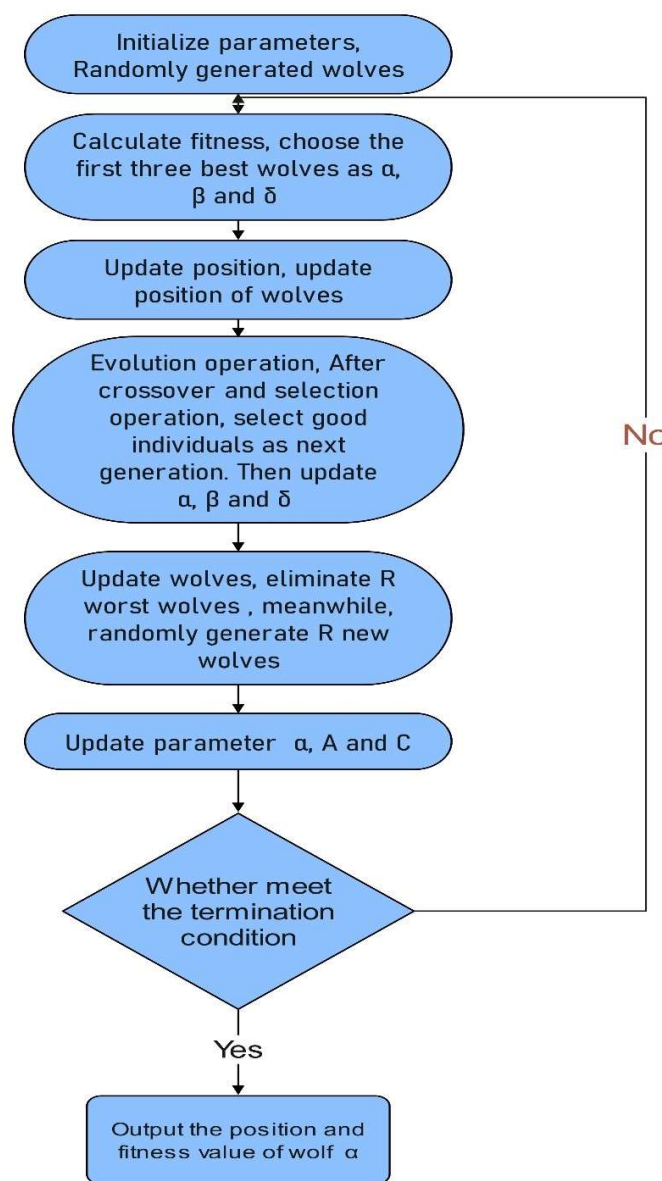 Initialize parameters,
Randomly generated wolves
Calculate fitness, choose the
first three best wolves as α,
β and δ
Update position, update
position of wolves
Evolution operation, After
crossover and selection
operation, select good
individuals as next
generation. Then update
α, β and δ
No
Update wolves, eliminate R
worst wolves , meanwhile,
randomly generate R new
wolves
Update parameter α, A and C
Whether meet
the termination
condition
Yes
Output the position and
fitness value of wolf α